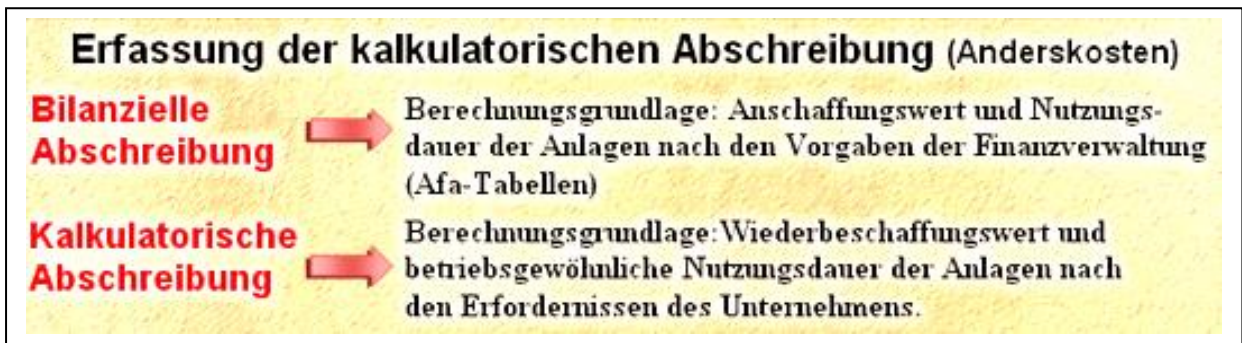 Erfassung der kalkulatorischen Abschreibung (Anderskosten)
Bilanzielle
Abschreibung
Berechnungsgrundlage: Anschaffungswert und Nutzungs-
dauer der Anlagen nach den Vorgaben der Finanzverwaltung
(Afa-Tabellen)
Kalkulatorische
Abschreibung
Berechnungsgrundlage:Wiederbeschaffungswert und
betriebsgewöhnliche Nutzungsdauer der Anlagen nach
den Erfordernissen des Unternehmens.